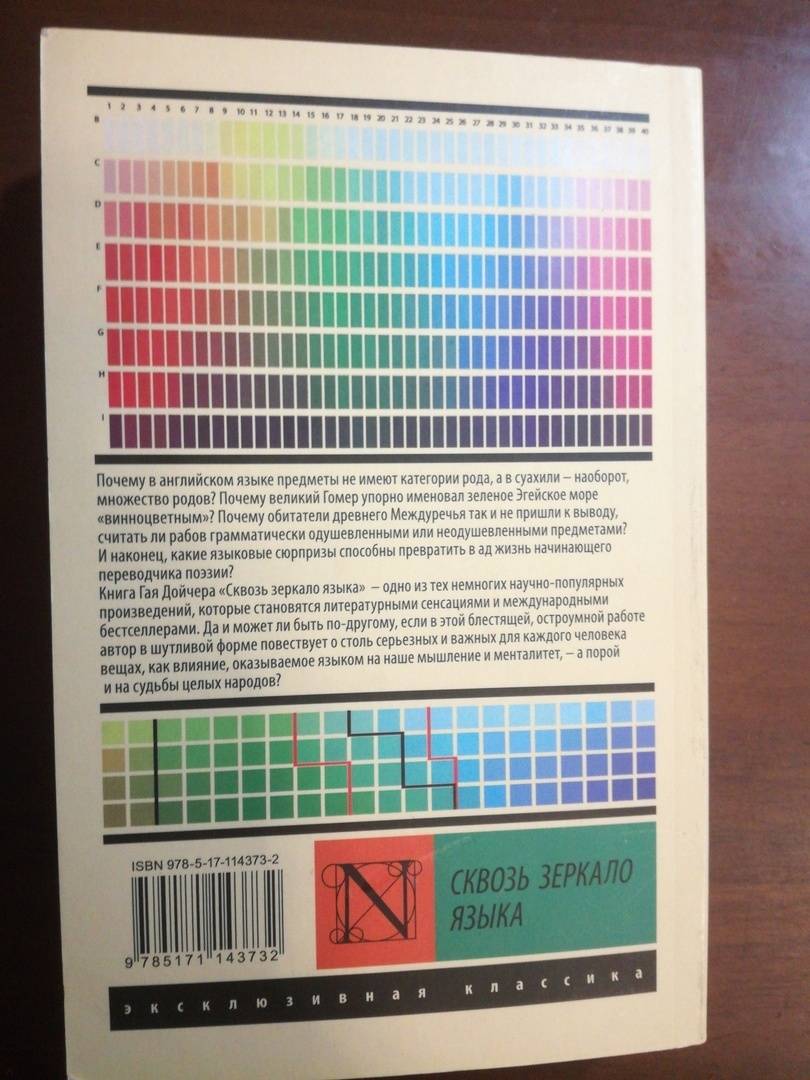 1 2 3 4 5 6 7 8 9 10 11 12 13 14 15 16 17 18 19 20 21 22 23 24 25 26 27 28 29 30 31 32 33 34 35 36 37 38 39 40
B
C
D
E
F
G
H
I
Почему в английском языке предметы не имеют категории рода, а в суахили – наоборот,
множество родов? Почему великий Гомер упорно именовал зеленое Эгейское море
«винноцветным»? Почему обитатели древнего Междуречья так и не пришли к выводу,
считать ли рабов грамматически одушевленными или неодушевленными предметами?
И наконец, какие языковые сюрпризы способны превратить в ад жизнь начинающего
переводчика поэзии?
Книга Гая Дойчера «Сквозь зеркало языка» – одно из тех немногих научно-популярных
произведений, которые становятся литературными сенсациями и международными
бестселлерами. Да и может ли быть по-другому, если в этой блестящей, остроумной работе
автор в шутливой форме повествует о столь серьезных и важных для каждого человека
вещах, как влияние, оказываемое языком на наше мышление и менталитет, – а порой
и на судьбы целых народов?
ISBN 978-5-17-114373-2
9 785171 143732
N
СКВОЗЬ ЗЕРКАЛО
ЯЗЫКА
эксклюзивная классика